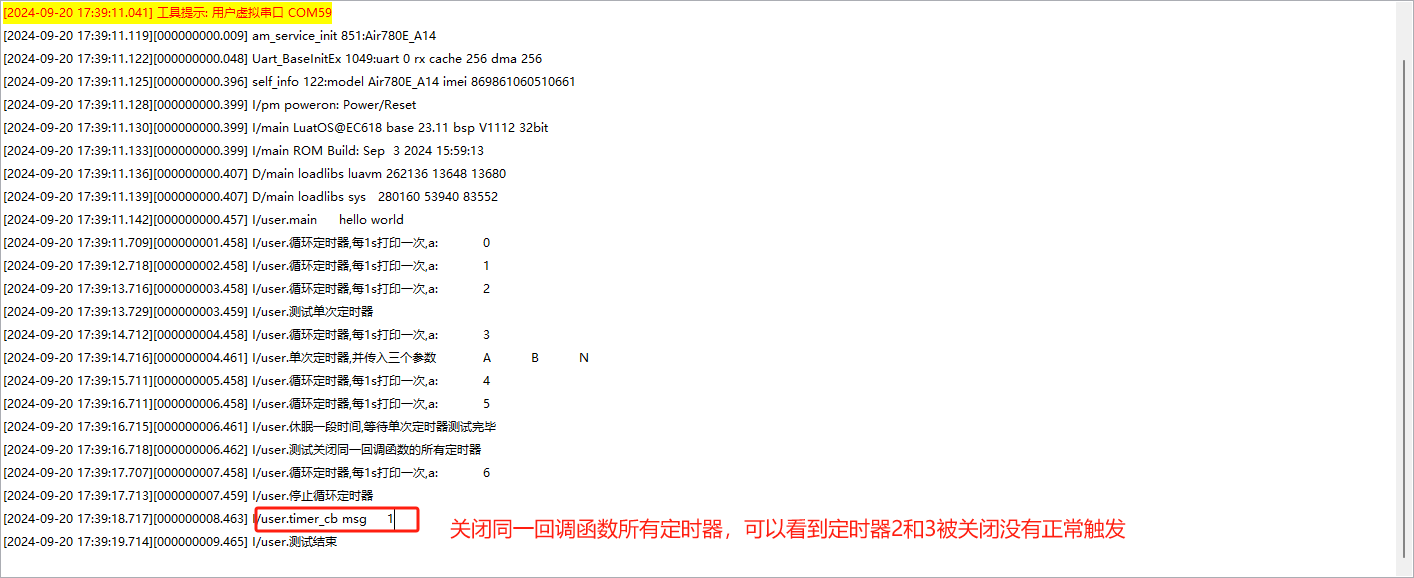 [2024-09-20 17:39:11.041] 工具提示: 用户虚拟串口 COM59
[2024-09-20 17:39:11.119][000000000.009] am_service_init 851:Air780E_A14
[2024-09-20 17:39:11.122][000000000.048] Uart_BaseInitEx 1049:uart 0 rx cache 256 dma 256
[2024-09-20 17:39:11.125][000000000.396] self_info 122:model Air780E_A14 imei 869861060510661
[2024-09-20 17:39:11.128][000000000.399] I/pm poweron: Power/Reset
[2024-09-20 17:39:11.130][000000000.399] I/main LuatOS@EC618 base 23.11 bsp V1112 32bit
[2024-09-20 17:39:11.133][000000000.399] I/main ROM Build: Sep  3 2024 15:59:13
[2024-09-20 17:39:11.136][000000000.407] D/main loadlibs luavm 262136 13648 13680
[2024-09-20 17:39:11.139][000000000.407] D/main loadlibs sys   280160 53940 83552
[2024-09-20 17:39:11.142][000000000.457] I/user.main	hello world
[2024-09-20 17:39:11.709][000000001.458] I/user.循环定时器,每1s打印一次,a:	0
[2024-09-20 17:39:12.718][000000002.458] I/user.循环定时器,每1s打印一次,a:	1
[2024-09-20 17:39:13.716][000000003.458] I/user.循环定时器,每1s打印一次,a:	2
[2024-09-20 17:39:13.729][000000003.459] I/user.测试单次定时器
[2024-09-20 17:39:14.712][000000004.458] I/user.循环定时器,每1s打印一次,a:	3
[2024-09-20 17:39:14.716][000000004.461] I/user.单次定时器,并传入三个参数	A	B	N
[2024-09-20 17:39:15.711][000000005.458] I/user.循环定时器,每1s打印一次,a:	4
[2024-09-20 17:39:16.711][000000006.458] I/user.循环定时器,每1s打印一次,a:	5
[2024-09-20 17:39:16.715][000000006.461] I/user.休眠一段时间,等待单次定时器测试完毕
[2024-09-20 17:39:16.718][000000006.462] I/user.测试关闭同一回调函数的所有定时器
[2024-09-20 17:39:17.707][000000007.458] I/user.循环定时器,每1s打印一次,a:	6
[2024-09-20 17:39:17.713][000000007.459] I/user.停止循环定时器
[2024-09-20 17:39:18.717][000000008.463] I/user.timer_cb msg	1
关闭同一回调函数所有定时器，可以看到定时器2和3被关闭没有正常触发
[2024-09-20 17:39:19.714][000000009.465] I/user.测试结束